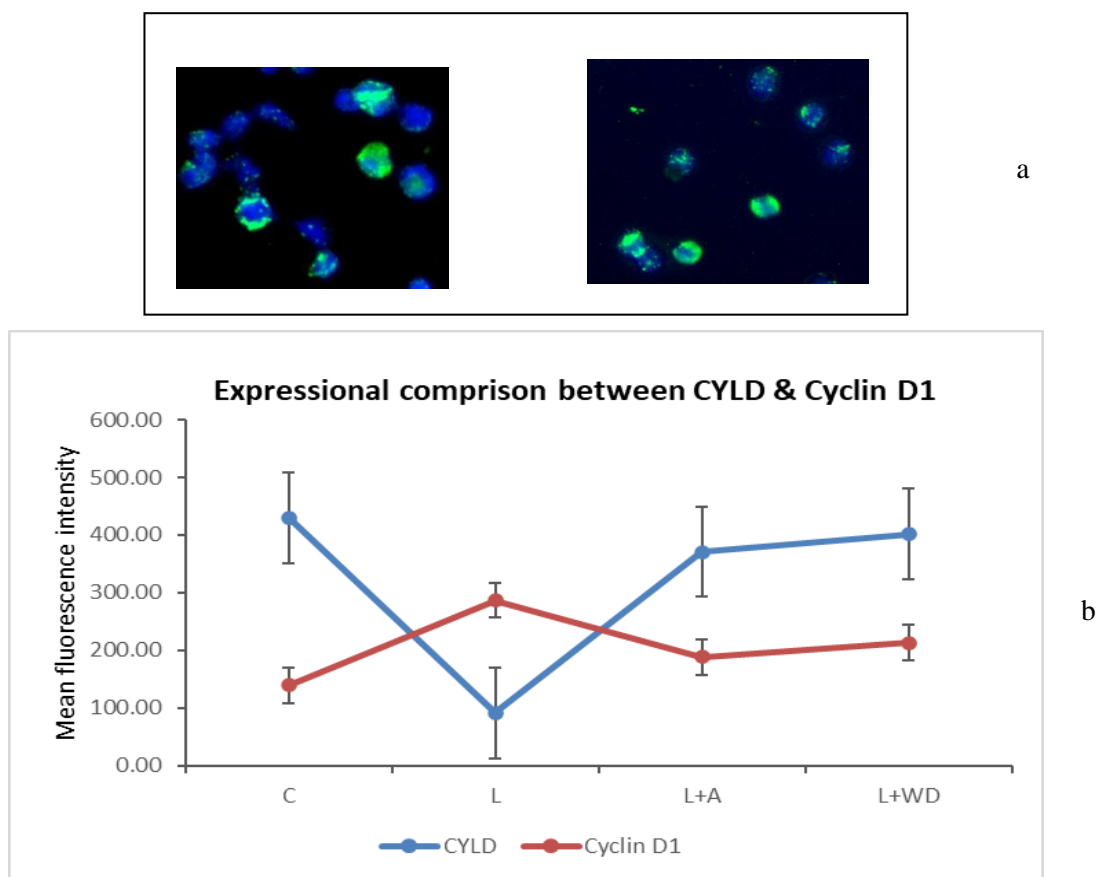 a
Expressional comprison between CYLD & Cyclin D1
Mean fluorescence intensity
600.00
500.00
400.00
300.00
200.00
100.00
0.00
C L L+A L+WD
CYLD Cyclin D1
b